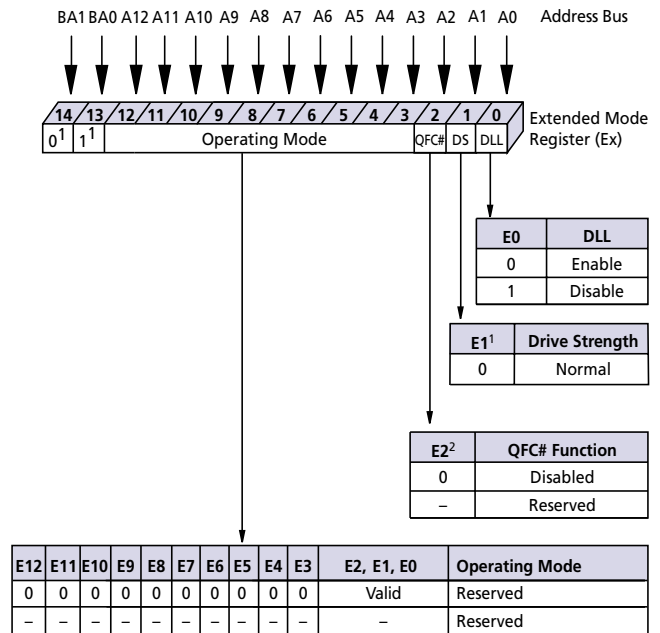 BA1 BA0 A12 A11 A10 A9 A8 A7 A6 A5 A4 A3 A2 A1 A0 Address Bus
14 13 12 11 10 9 8 7 6 5 4 3 2 1 0
Extended Mode
Register (Ex)
0¹ 1¹ Operating Mode QFC# DS DLL
E0 DLL
0 Enable
1 Disable
E1¹ Drive Strength
0 Normal
E2² QFC# Function
0 Disabled
– Reserved
E12 E11 E10 E9 E8 E7 E6 E5 E4 E3 E2, E1, E0 Operating Mode
0 0 0 0 0 0 0 0 0 0 Valid Reserved
– – – – – – – – – – – Reserved